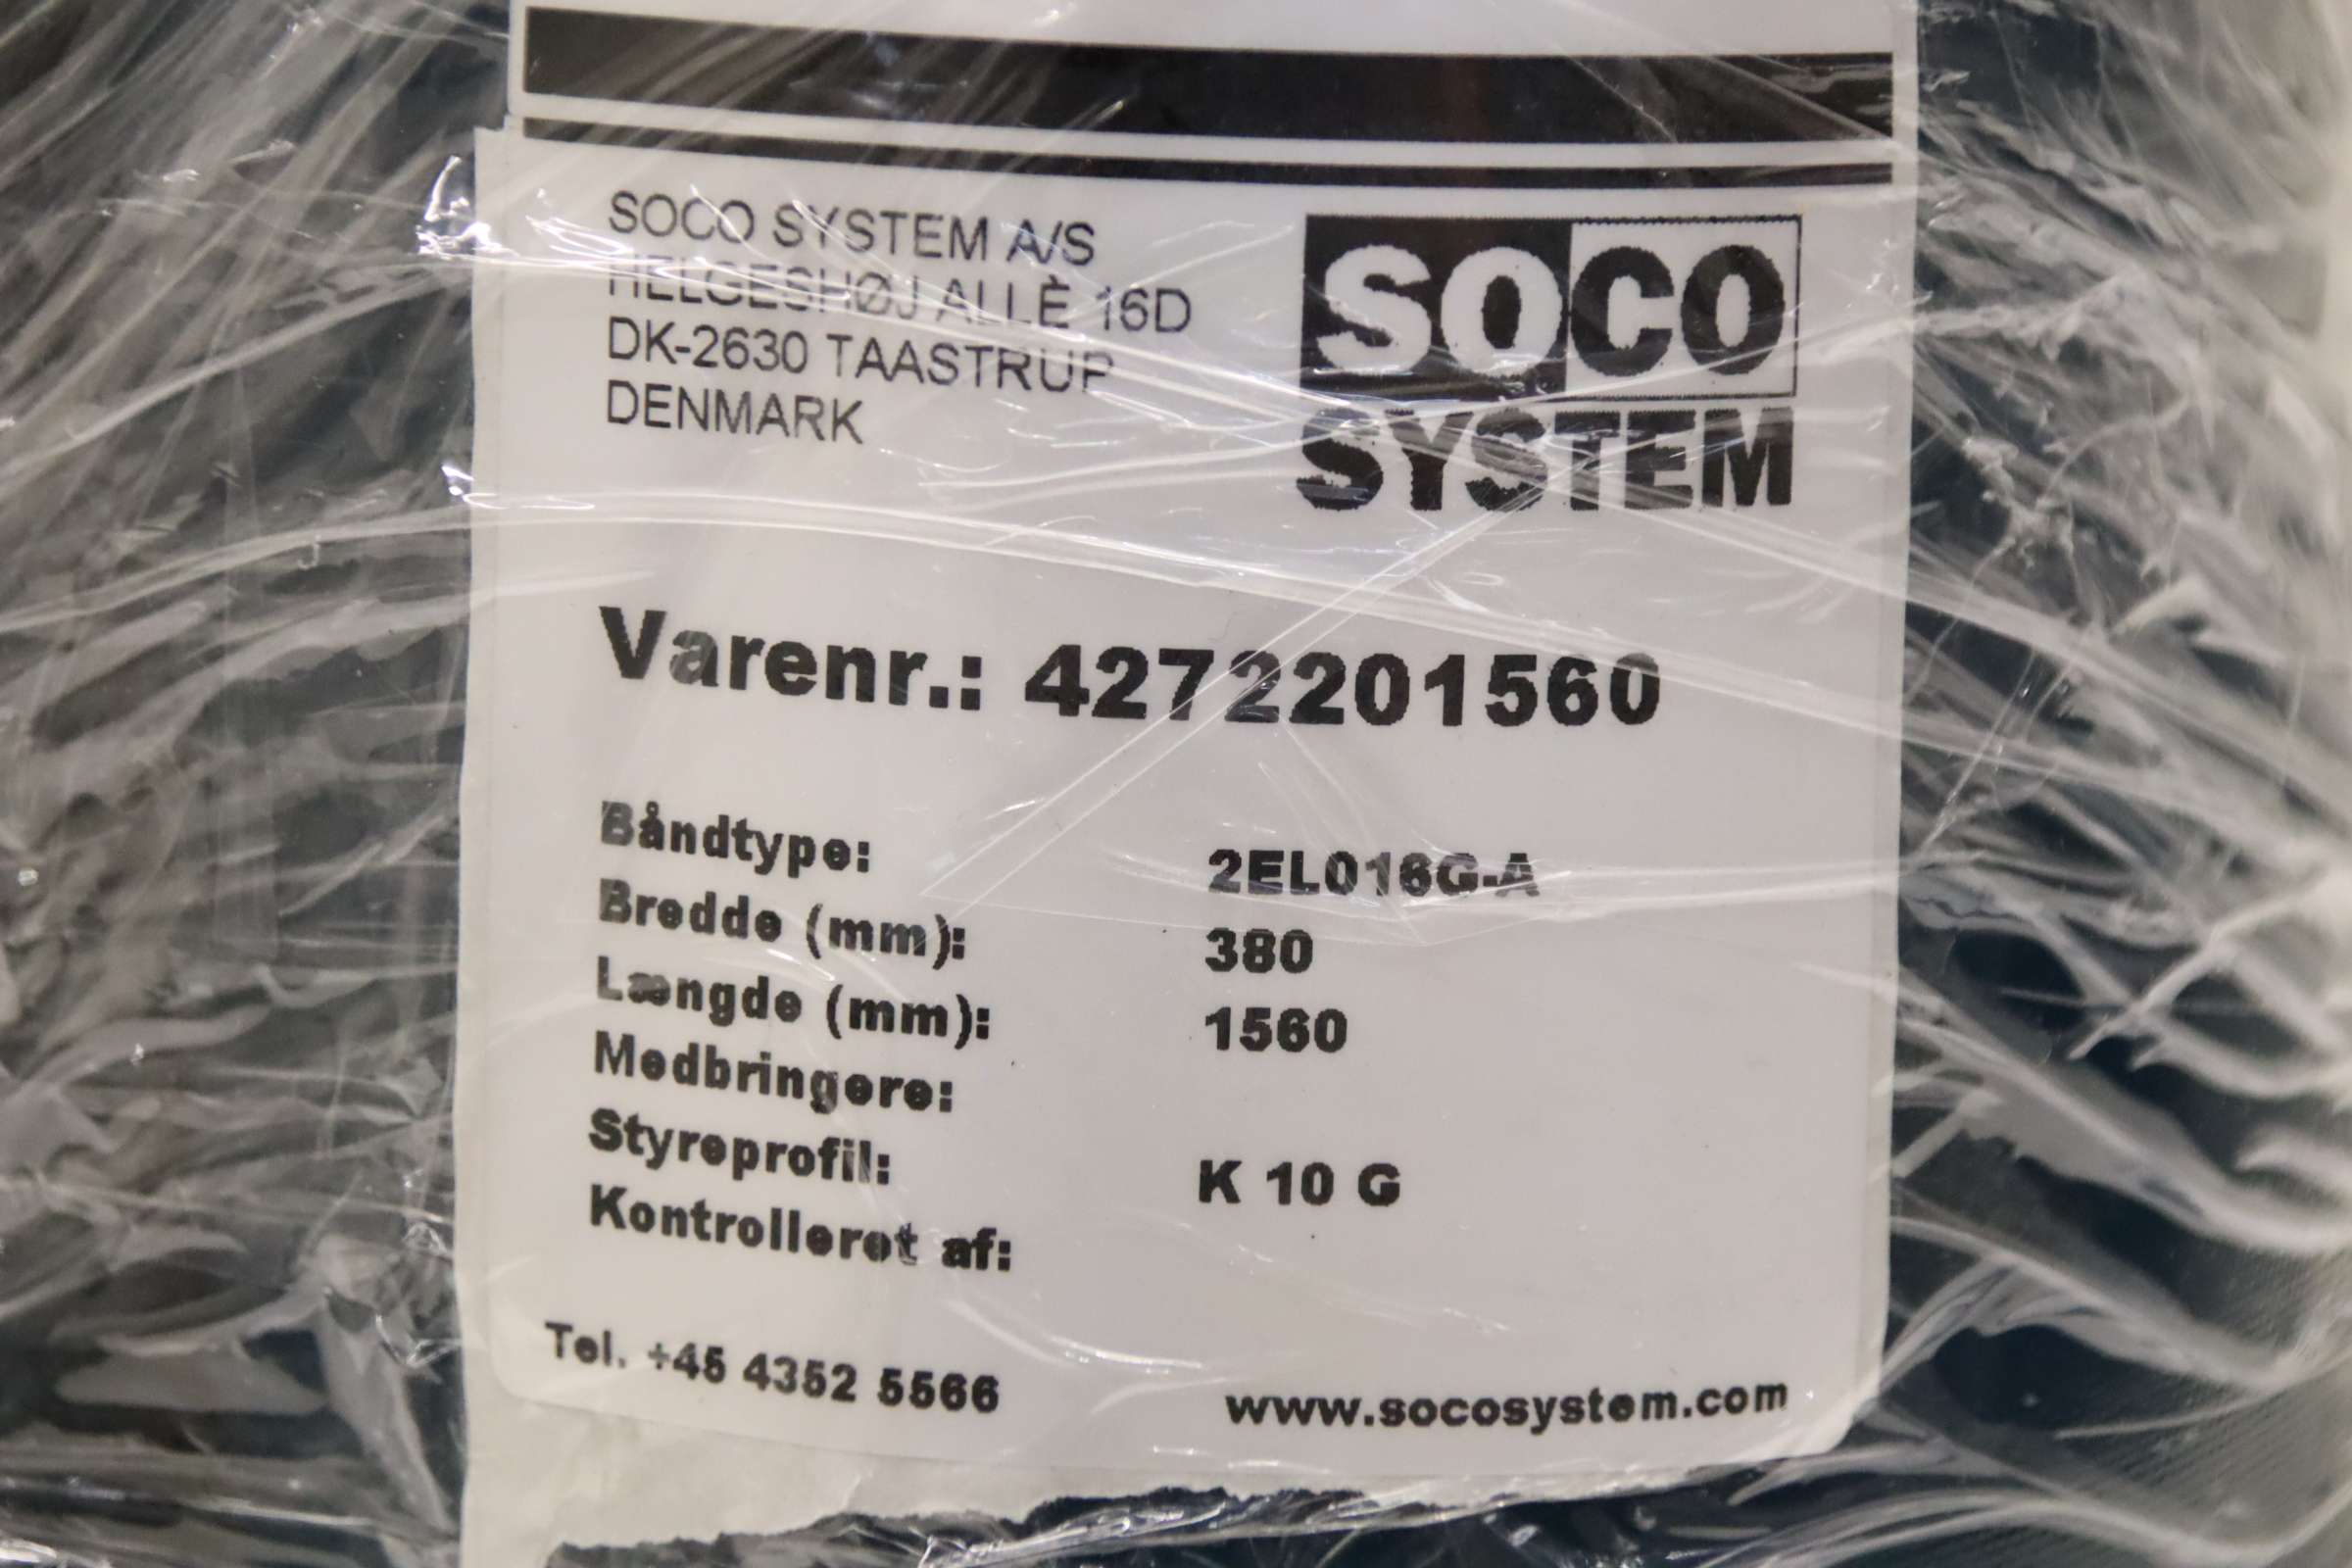 SOCO SYSTEM A/S
HELGESHØJ ALLÈ 16D
DK-2630 TAASTRUP
DENMARK
SOCO
SYSTEM
Varenr.: 4272201560
Båndtype: 2EL016G-A
Bredde (mm): 380
Længde (mm): 1560
Medbringere:
Styreprofil: K 10 G
Kontrolleret af:
Tel. +45 4352 5566
www.socosystem.com